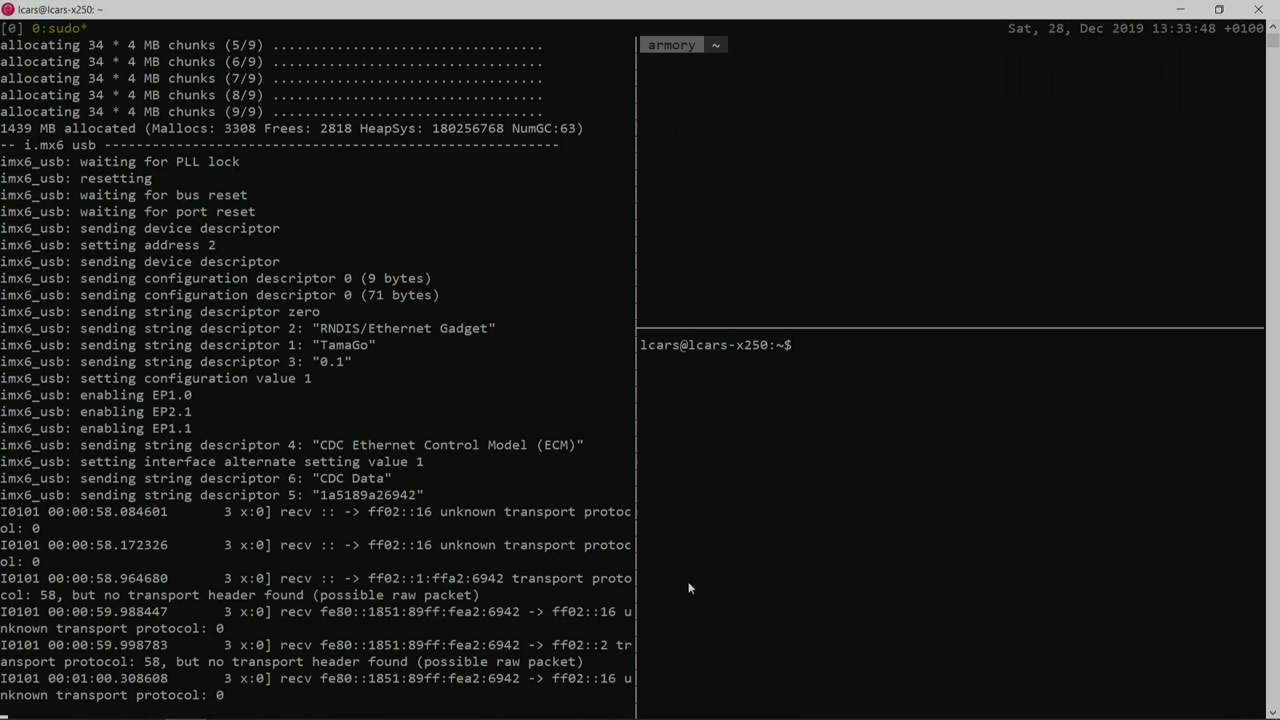 lcars@lcars-x250: ~
[0] 0:sudo*
Sat, 28, Dec 2019 13:33:48 +0100
allocating 34 * 4 MB chunks (5/9) ..................................
allocating 34 * 4 MB chunks (6/9) ..................................
allocating 34 * 4 MB chunks (7/9) ..................................
allocating 34 * 4 MB chunks (8/9) ..................................
allocating 34 * 4 MB chunks (9/9) ..................................
1439 MB allocated (Mallocs: 3308 Frees: 2818 HeapSys: 180256768 NumGC:63)
-- i.mx6 usb ---------------------------------------------------------
imx6_usb: waiting for PLL lock
imx6_usb: resetting
imx6_usb: waiting for bus reset
imx6_usb: waiting for port reset
imx6_usb: sending device descriptor
imx6_usb: setting address 2
imx6_usb: sending device descriptor
imx6_usb: sending configuration descriptor 0 (9 bytes)
imx6_usb: sending configuration descriptor 0 (71 bytes)
imx6_usb: sending string descriptor zero
imx6_usb: sending string descriptor 2: "RNDIS/Ethernet Gadget"
imx6_usb: sending string descriptor 1: "TamaGo"
imx6_usb: sending string descriptor 3: "0.1"
imx6_usb: setting configuration value 1
imx6_usb: enabling EP1.0
imx6_usb: enabling EP2.1
imx6_usb: enabling EP1.1
imx6_usb: sending string descriptor 4: "CDC Ethernet Control Model (ECM)"
imx6_usb: setting interface alternate setting value 1
imx6_usb: sending string descriptor 6: "CDC Data"
imx6_usb: sending string descriptor 5: "1a5189a26942"
I0101 00:00:58.084601       3 x:0] recv :: -> ff02::16 unknown transport protoc
ol: 0
I0101 00:00:58.172326       3 x:0] recv :: -> ff02::16 unknown transport protoc
ol: 0
I0101 00:00:58.964680       3 x:0] recv :: -> ff02::1:ffa2:6942 transport proto
col: 58, but no transport header found (possible raw packet)
I0101 00:00:59.988447       3 x:0] recv fe80::1851:89ff:fea2:6942 -> ff02::16 u
nknown transport protocol: 0
I0101 00:00:59.998783       3 x:0] recv fe80::1851:89ff:fea2:6942 -> ff02::2 tr
ansport protocol: 58, but no transport header found (possible raw packet)
I0101 00:01:00.308608       3 x:0] recv fe80::1851:89ff:fea2:6942 -> ff02::16 u
nknown transport protocol: 0
armory ~
lcars@lcars-x250:~$